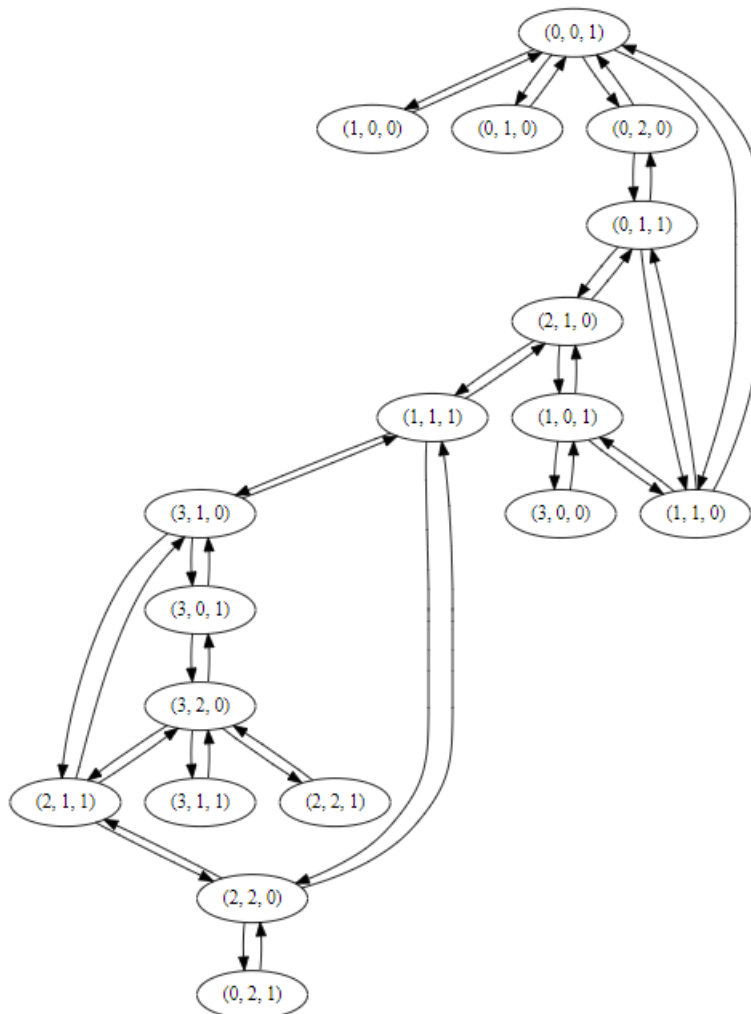 (0, 0, 1)
(1, 0, 0)
(0, 1, 0)
(0, 2, 0)
(0, 1, 1)
(2, 1, 0)
(1, 1, 1)
(1, 0, 1)
(3, 1, 0)
(3, 0, 0)
(1, 1, 0)
(3, 0, 1)
(3, 2, 0)
(2, 1, 1)
(3, 1, 1)
(2, 2, 1)
(2, 2, 0)
(0, 2, 1)